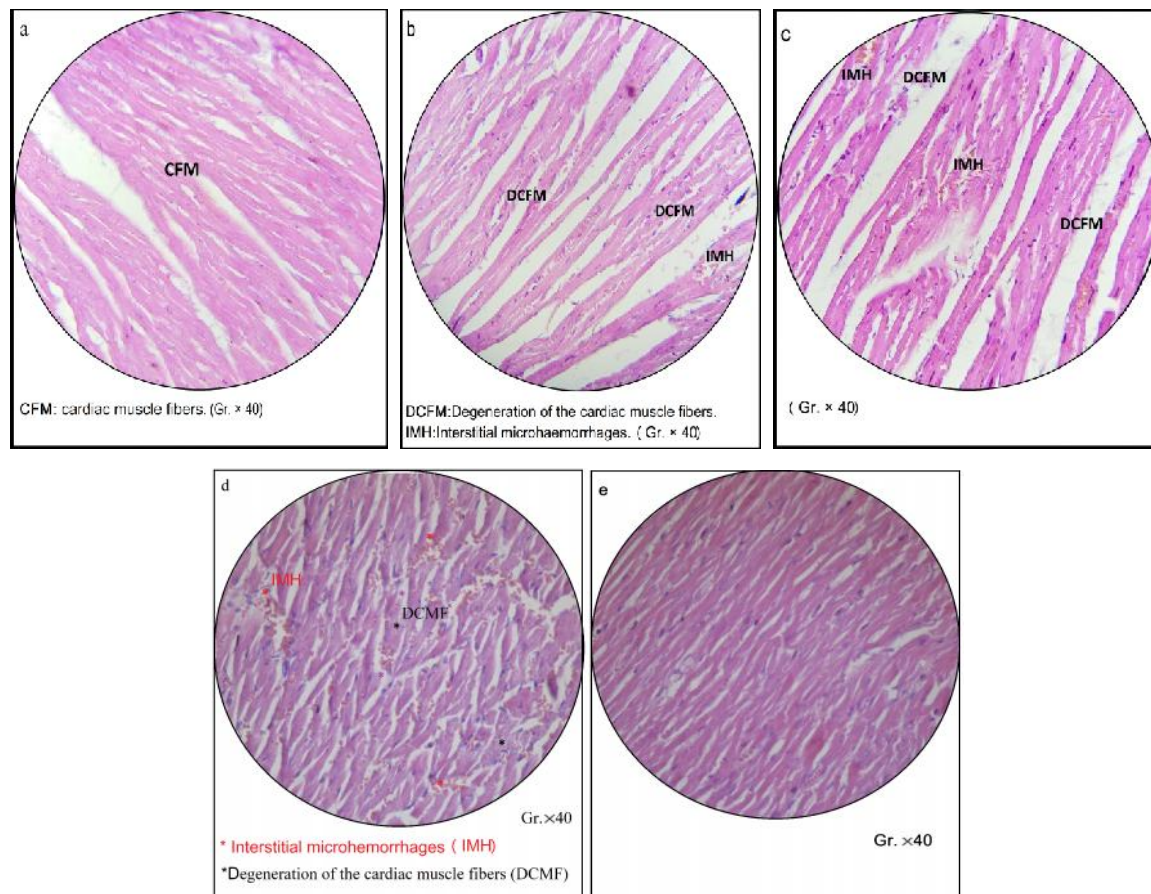 a
CFM
CFM: cardiac muscle fibers. (Gr. × 40)
b
DCFM
DCFM
IMH
DCFM:Degeneration of the cardiac muscle fibers.
IMH:Interstitial microhaemorrhages. ( Gr. × 40)
c
IMH
DCFM
IMH
DCFM
( Gr. × 40)
d
*
* IMH
DCMF
*
*
*
Gr.×40
* Interstitial microhemorrhages ( IMH)
*Degeneration of the cardiac muscle fibers (DCMF)
e
Gr.×40